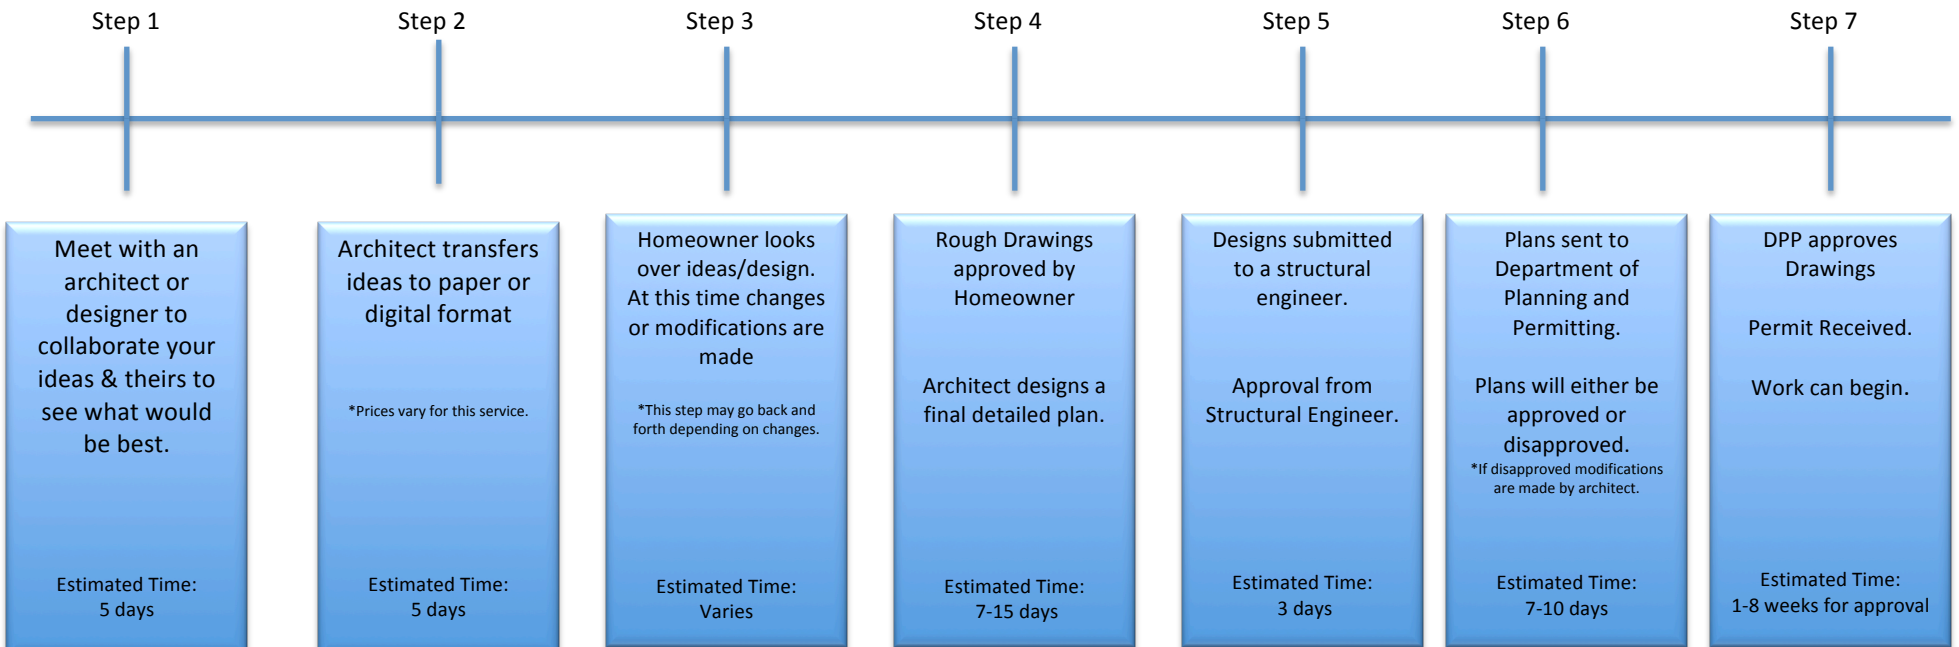 Step 1
Step 2
Step 3
Step 4
Step 5
Step 6
Step 7
Meet with an
architect or
designer to
collaborate your
ideas & theirs to
see what would
be best.
Estimated Time:
5 days
Architect transfers
ideas to paper or
digital format
*Prices vary for this service.
Estimated Time:
5 days
Homeowner looks
over ideas/design.
At this time changes
or modifications are
made
*This step may go back and
forth depending on changes.
Estimated Time:
Varies
Rough Drawings
approved by
Homeowner
Architect designs a
final detailed plan.
Estimated Time:
7-15 days
Designs submitted
to a structural
engineer.
Approval from
Structural Engineer.
Estimated Time:
3 days
Plans sent to
Department of
Planning and
Permitting.
Plans will either be
approved or
disapproved.
*If disapproved modifications
are made by architect.
Estimated Time:
7-10 days
DPP approves
Drawings
Permit Received.
Work can begin.
Estimated Time:
1-8 weeks for approval